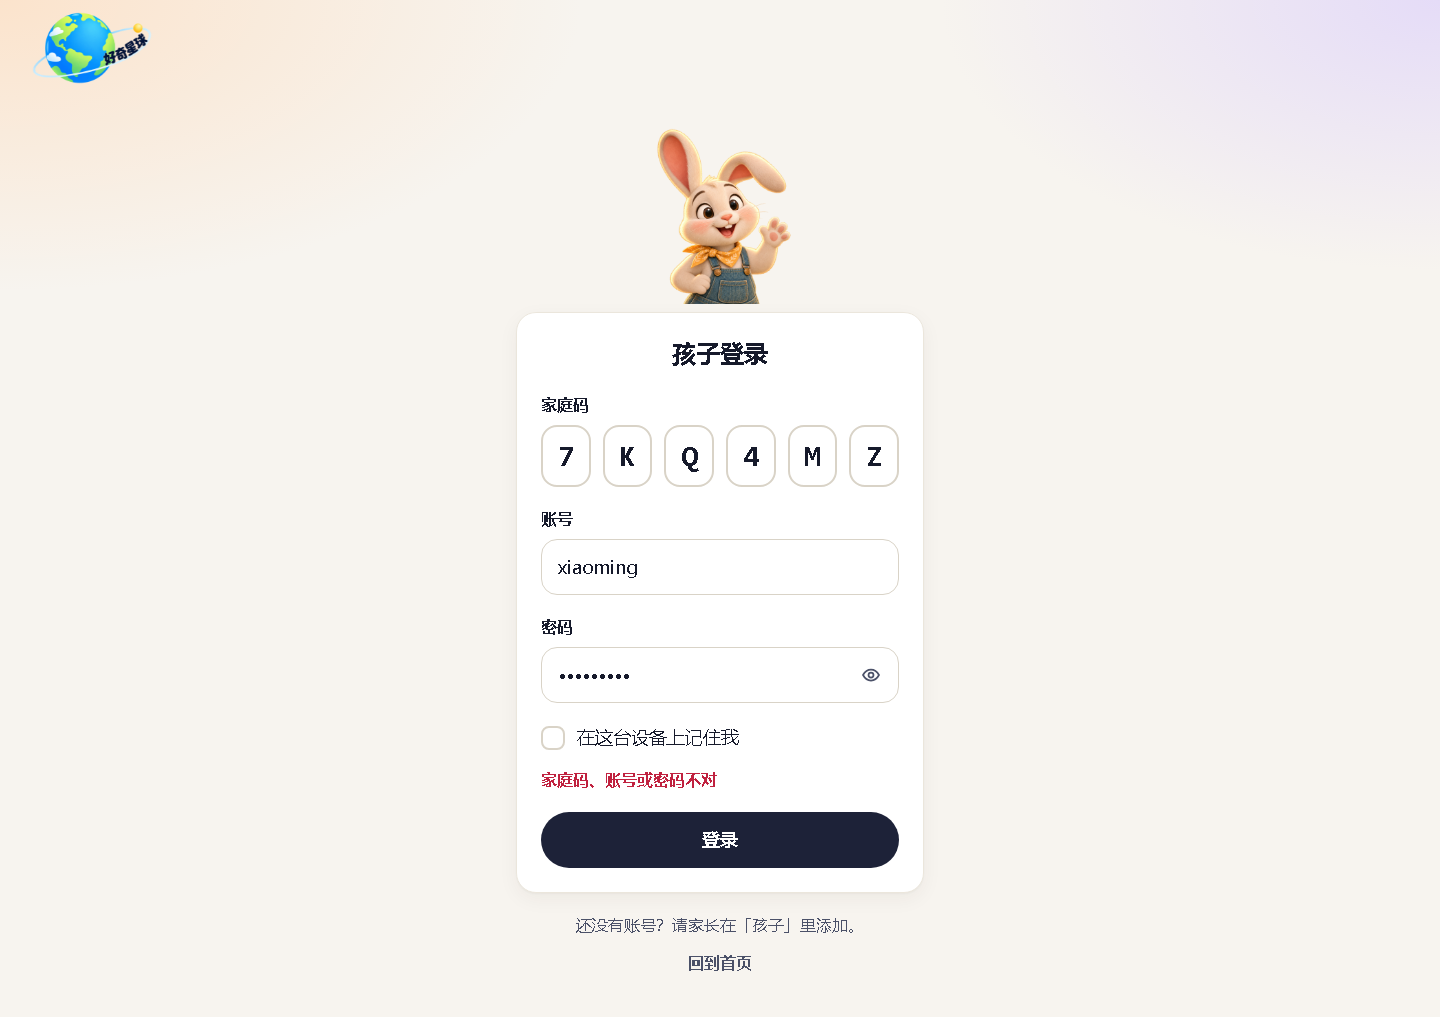 好奇星球
孩子登录
家庭码
7 K Q 4 M Z
账号
xiaoming
密码
•••••••••
在这台设备上记住我
家庭码、账号或密码不对
登录
还没有账号？请家长在「孩子」里添加。
回到首页